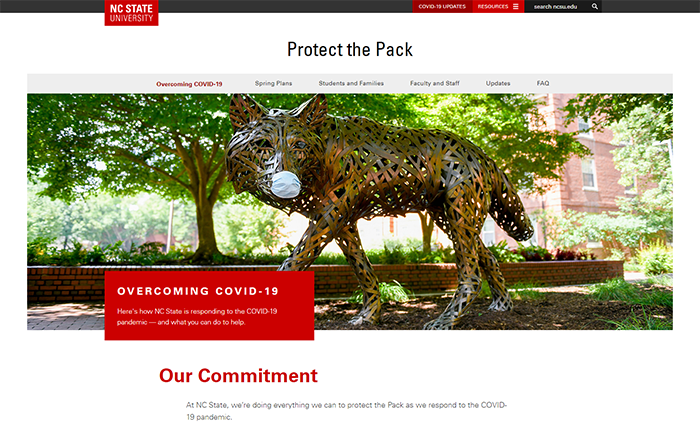 NC STATE
UNIVERSITY
COVID-19 UPDATES
RESOURCES
search ncsu.edu
Protect the Pack
Overcoming COVID-19
Spring Plans
Students and Families
Faculty and Staff
Updates
FAQ
OVERCOMING COVID-19
Here's how NC State is responding to the COVID-19
pandemic — and what you can do to help.
Our Commitment
At NC State, we're doing everything we can to protect the Pack as we respond to the COVID-
19 pandemic.